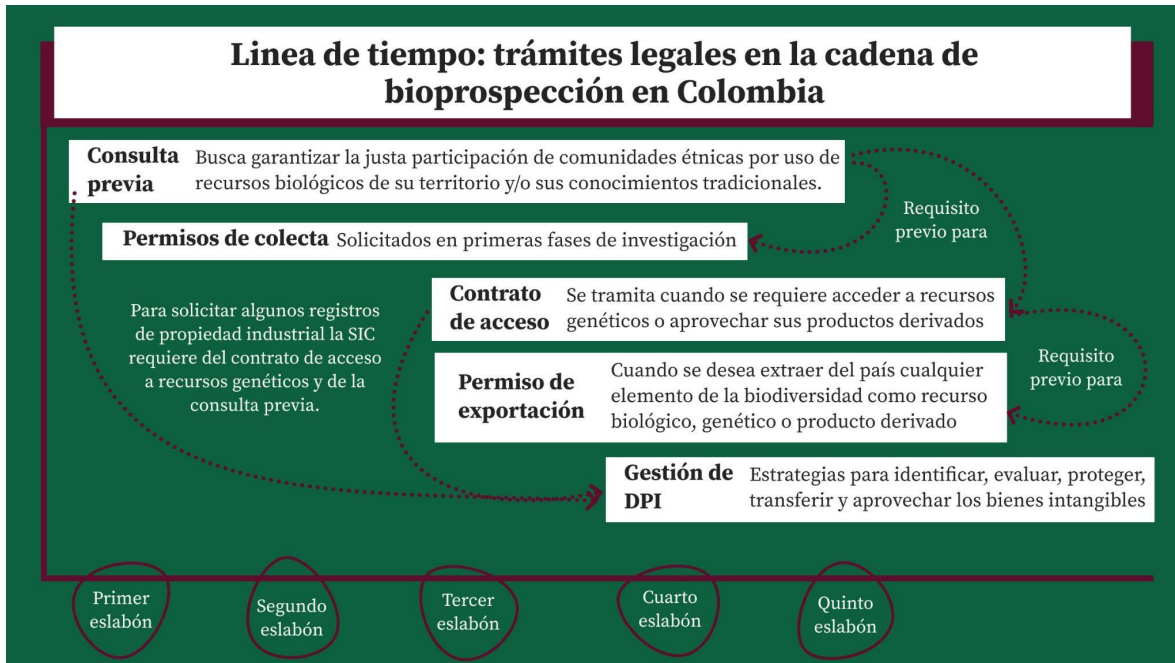 Linea de tiempo: trámites legales en la cadena de
bioprospección en Colombia
Consulta
previa
Busca garantizar la justa participación de comunidades étnicas por uso de
recursos biológicos de su territorio y/o sus conocimientos tradicionales.
Requisito
previo para
Permisos de colecta
Solicitados en primeras fases de investigación
Contrato
de acceso
Se tramita cuando se requiere acceder a recursos
genéticos o aprovechar sus productos derivados
Para solicitar algunos registros
de propiedad industrial la SIC
requiere del contrato de acceso
a recursos genéticos y de la
consulta previa.
Requisito
previo para
Permiso de
exportación
Cuando se desea extraer del país cualquier
elemento de la biodiversidad como recurso
biológico, genético o producto derivado
Gestión de
DPI
Estrategias para identificar, evaluar, proteger,
transferir y aprovechar los bienes intangibles
Primer
eslabón
Segundo
eslabón
Tercer
eslabón
Cuarto
eslabón
Quinto
eslabón